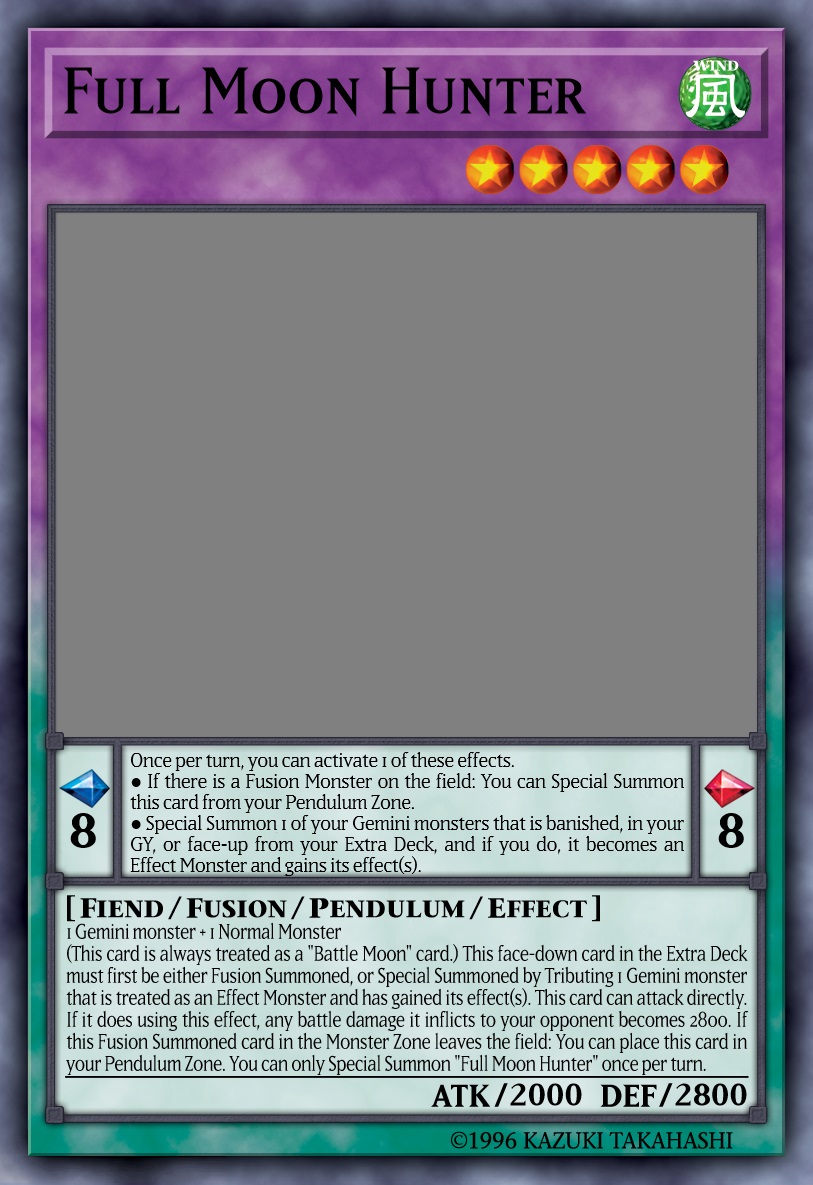 Full Moon Hunter
WIND
風
Once per turn, you can activate 1 of these effects.
● If there is a Fusion Monster on the field: You can Special Summon
this card from your Pendulum Zone.
● Special Summon 1 of your Gemini monsters that is banished, in your
GY, or face-up from your Extra Deck, and if you do, it becomes an
Effect Monster and gains its effect(s).
8
8
[ Fiend / Fusion / Pendulum / Effect ]
1 Gemini monster + 1 Normal Monster
(This card is always treated as a "Battle Moon" card.) This face-down card in the Extra Deck
must first be either Fusion Summoned, or Special Summoned by Tributing 1 Gemini monster
that is treated as an Effect Monster and has gained its effect(s). This card can attack directly.
If it does using this effect, any battle damage it inflicts to your opponent becomes 2800. If
this Fusion Summoned card in the Monster Zone leaves the field: You can place this card in
your Pendulum Zone. You can only Special Summon "Full Moon Hunter" once per turn.
ATK/2000 DEF/2800
©1996 KAZUKI TAKAHASHI